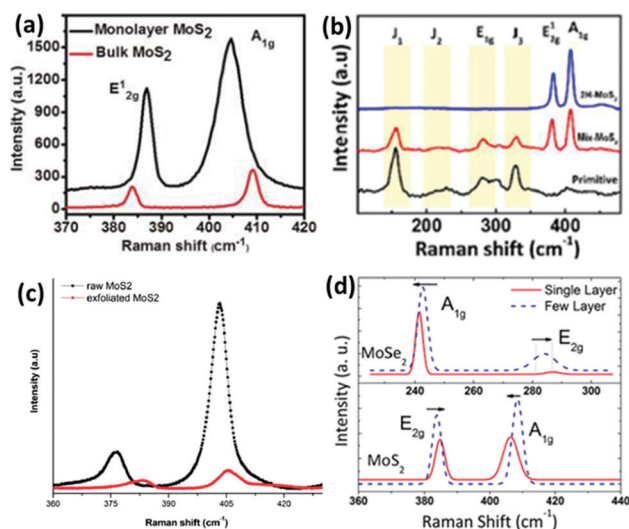 (a)
Monolayer MoS2
Bulk MoS2
A1g
E12g
1500
1200
900
600
300
0
Intensity (a.u.)
370 380 390 400 410 420
Raman shift (cm-1)
(b)
J1 J2 E1g J3 E12g A1g
2H-MoS2
Mix-MoS2
Primitive
Intensity (a.u)
200 300 400
Raman shift (cm-1)
(c)
raw MoS2
exfoliated MoS2
Intensity (a.u)
360 375 390 405 420
Raman shift (cm-1)
(d)
Single Layer
Few Layer
A1g
E2g
MoSe2
240 260 280 300
E2g
A1g
MoS2
Intensity (a. u.)
360 380 400 420 440
Raman shift (cm-1)